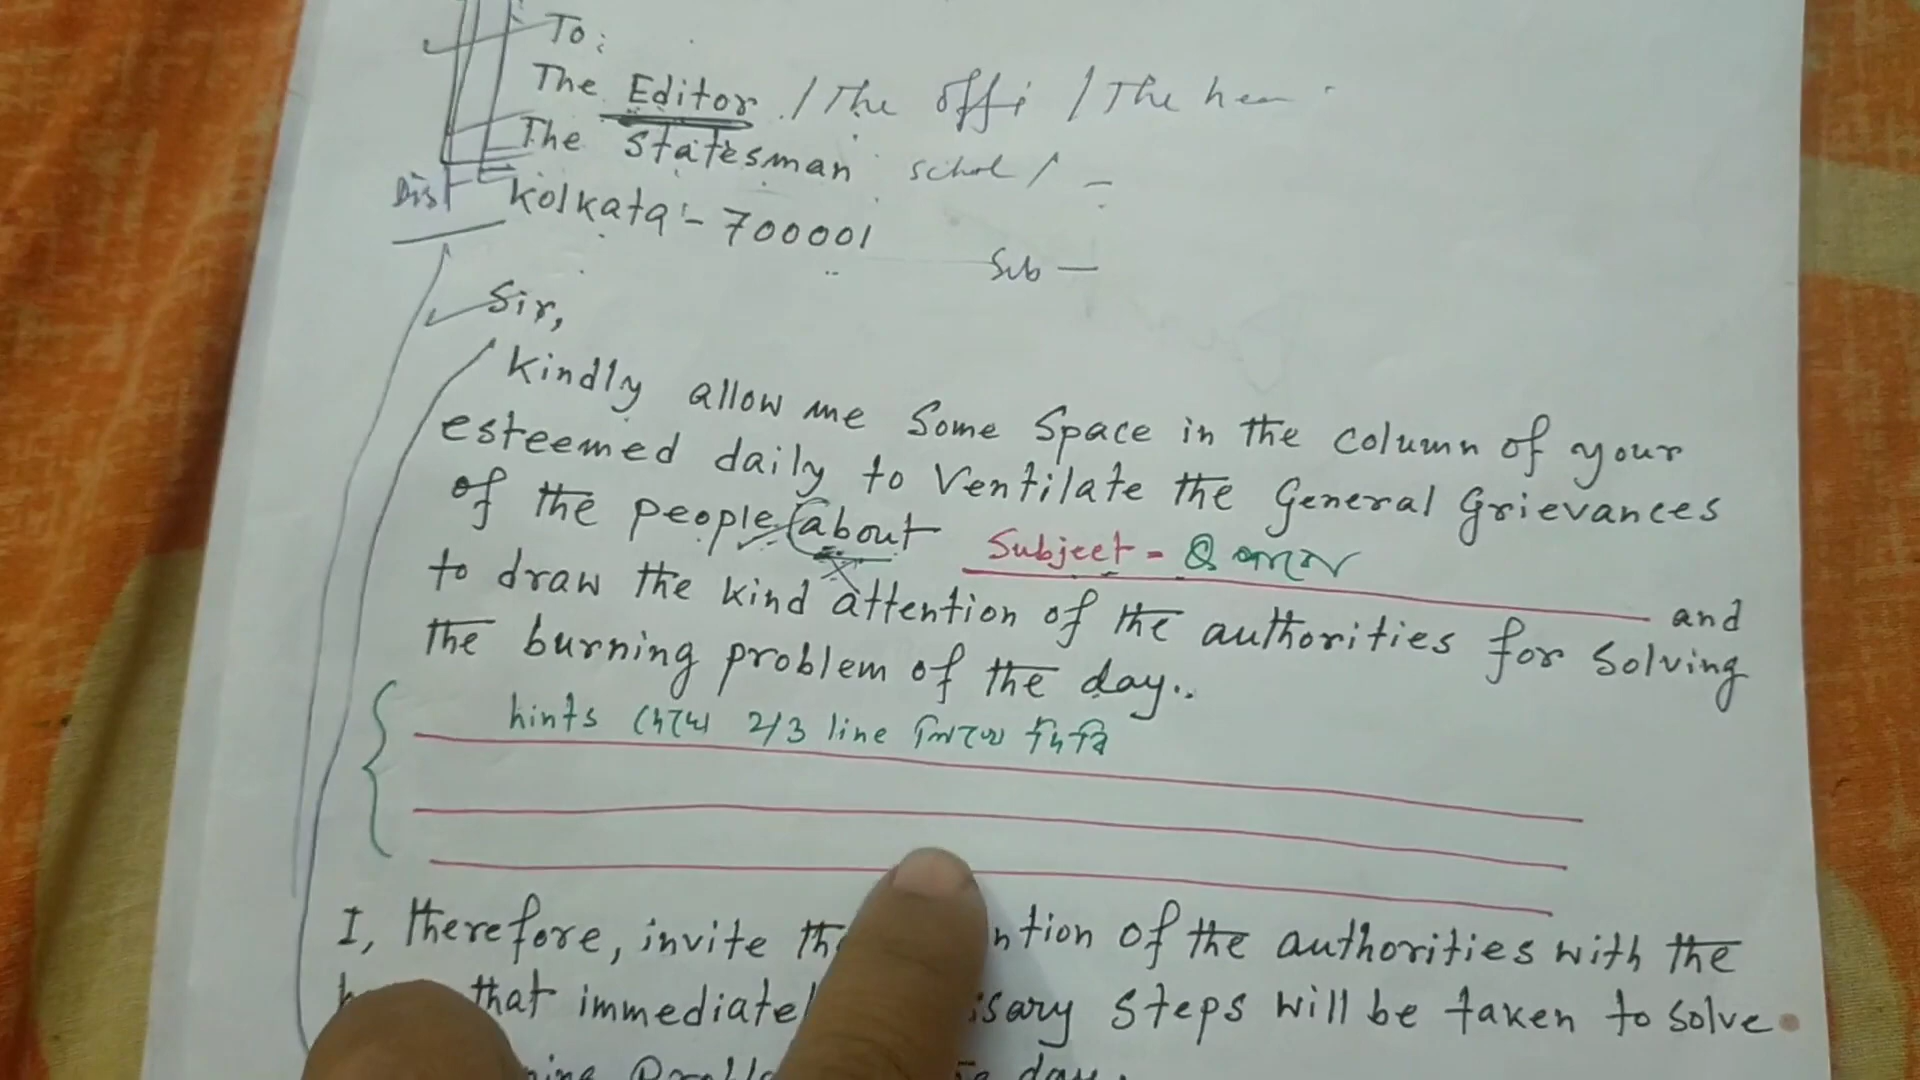 To:
The Editor / The offi / The hea
The Statesman school / -
Dist Kolkata - 700001
Sub -
Sir,
Kindly allow me Some Space in the column of your
esteemed daily to Ventilate the General Grievances
of the people (about Subject - and
to draw the kind attention of the authorities for Solving
the burning problem of the day..
hints 2/3 line নিজে
I, therefore, invite ntion of the authorities with the
that immediatel Steps will be taken to Solve
day.